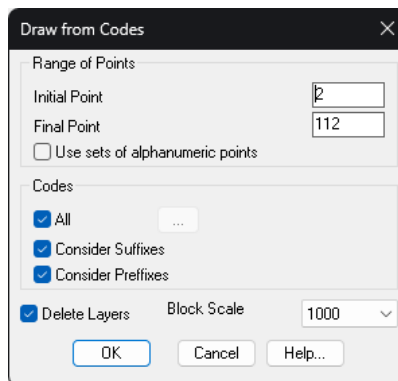 Draw from Codes
Range of Points
Initial Point 2
Final Point 112
Use sets of alphanumeric points
Codes
All ...
Consider Suffixes
Consider Preffixes
Delete Layers Block Scale 1000
OK Cancel Help...